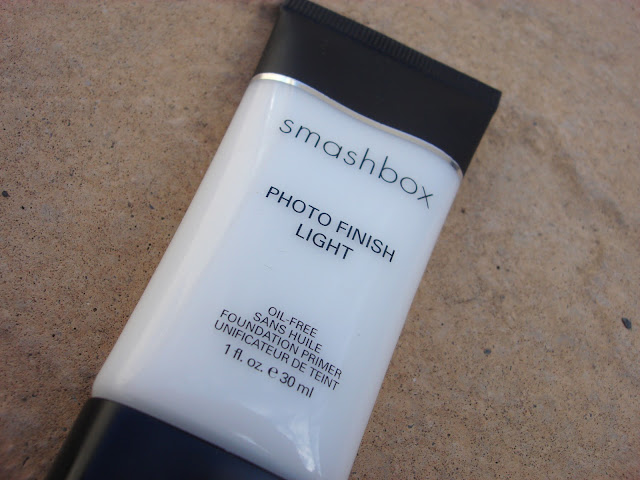 smashbox
PHOTO FINISH
LIGHT
OIL-FREE
SANS HUILE
FOUNDATION PRIMER
UNIFICATEUR DE TEINT
1 fl. oz. ℮ 30 ml